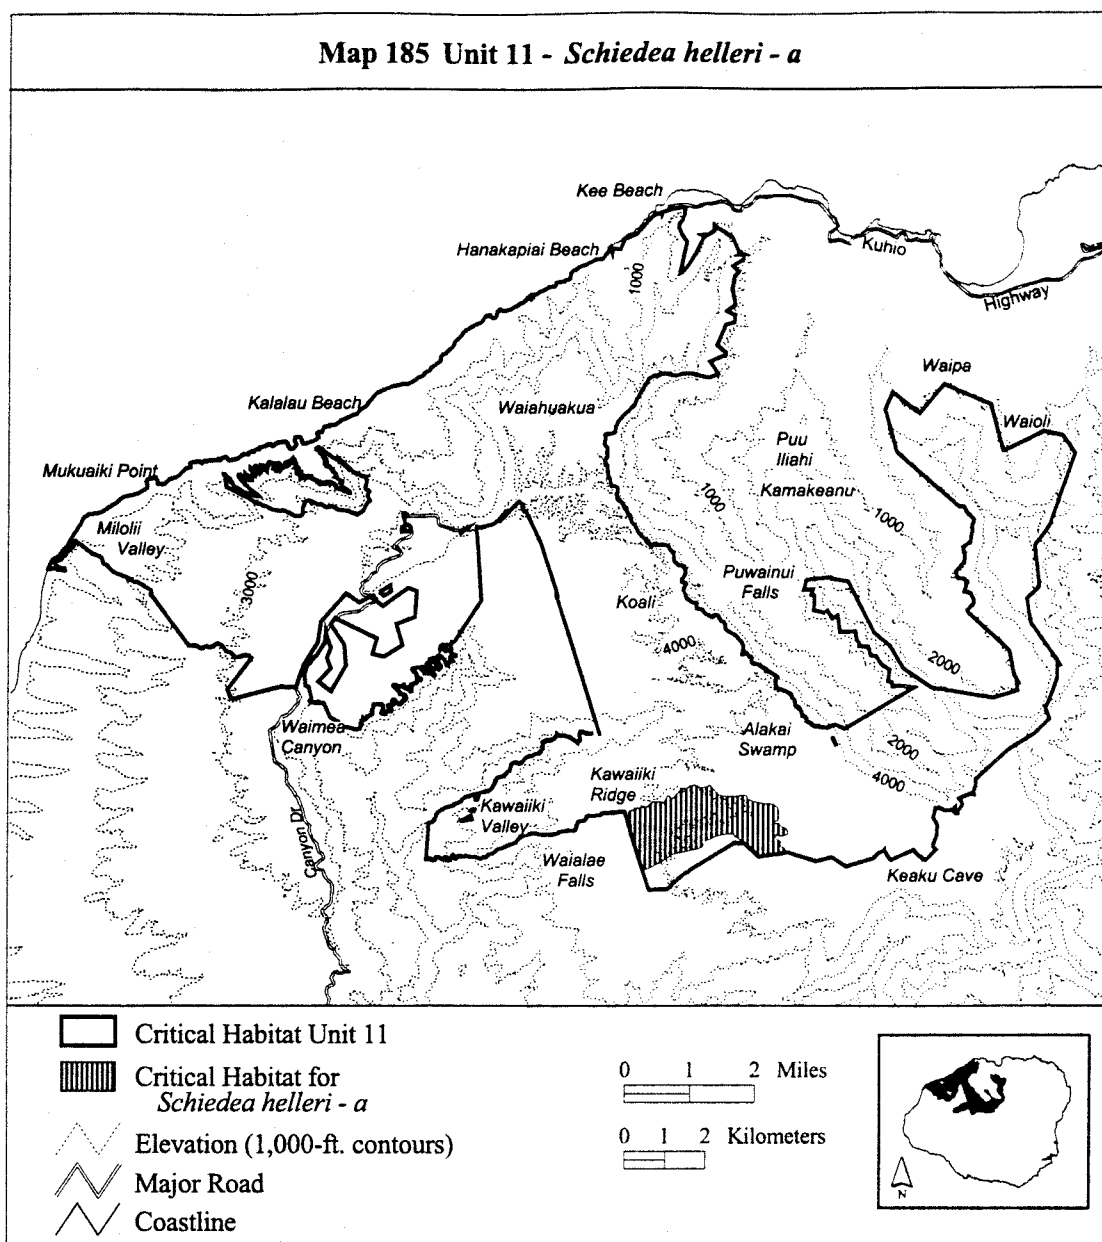 Map 185 Unit 11 - Schiedea helleri - a
Kee Beach
Hanakapiai Beach
Kuhio
Highway
1000
Waipa
Kalalau Beach
Waiahuakua
Waioli
Puu
Iliahi
Mukuaiki Point
Kamakeanu
1000
1000
Milolii
Valley
3000
Puwainui
Falls
Koali
4000
2000
Waimea
Canyon
Alakai
Swamp
2000
4000
Kawaiiki
Ridge
Kawaiki
Valley
Canyon Dr
Waialae
Falls
Keaku Cave
Critical Habitat Unit 11
Critical Habitat for
Schiedea helleri - a
Elevation (1,000-ft. contours)
Major Road
Coastline
0 1 2 Miles
0 1 2 Kilometers
N